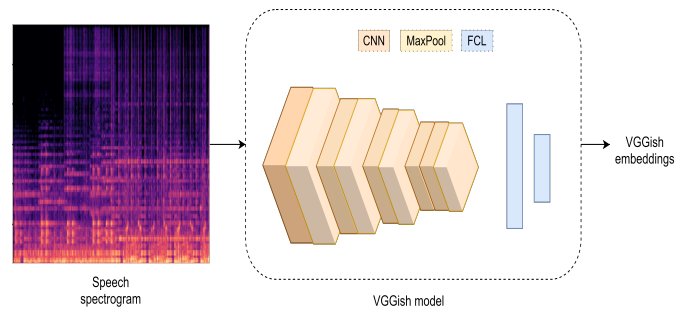 CNN MaxPool FCL
VGGish
embeddings
Speech
spectrogram
VGGish model